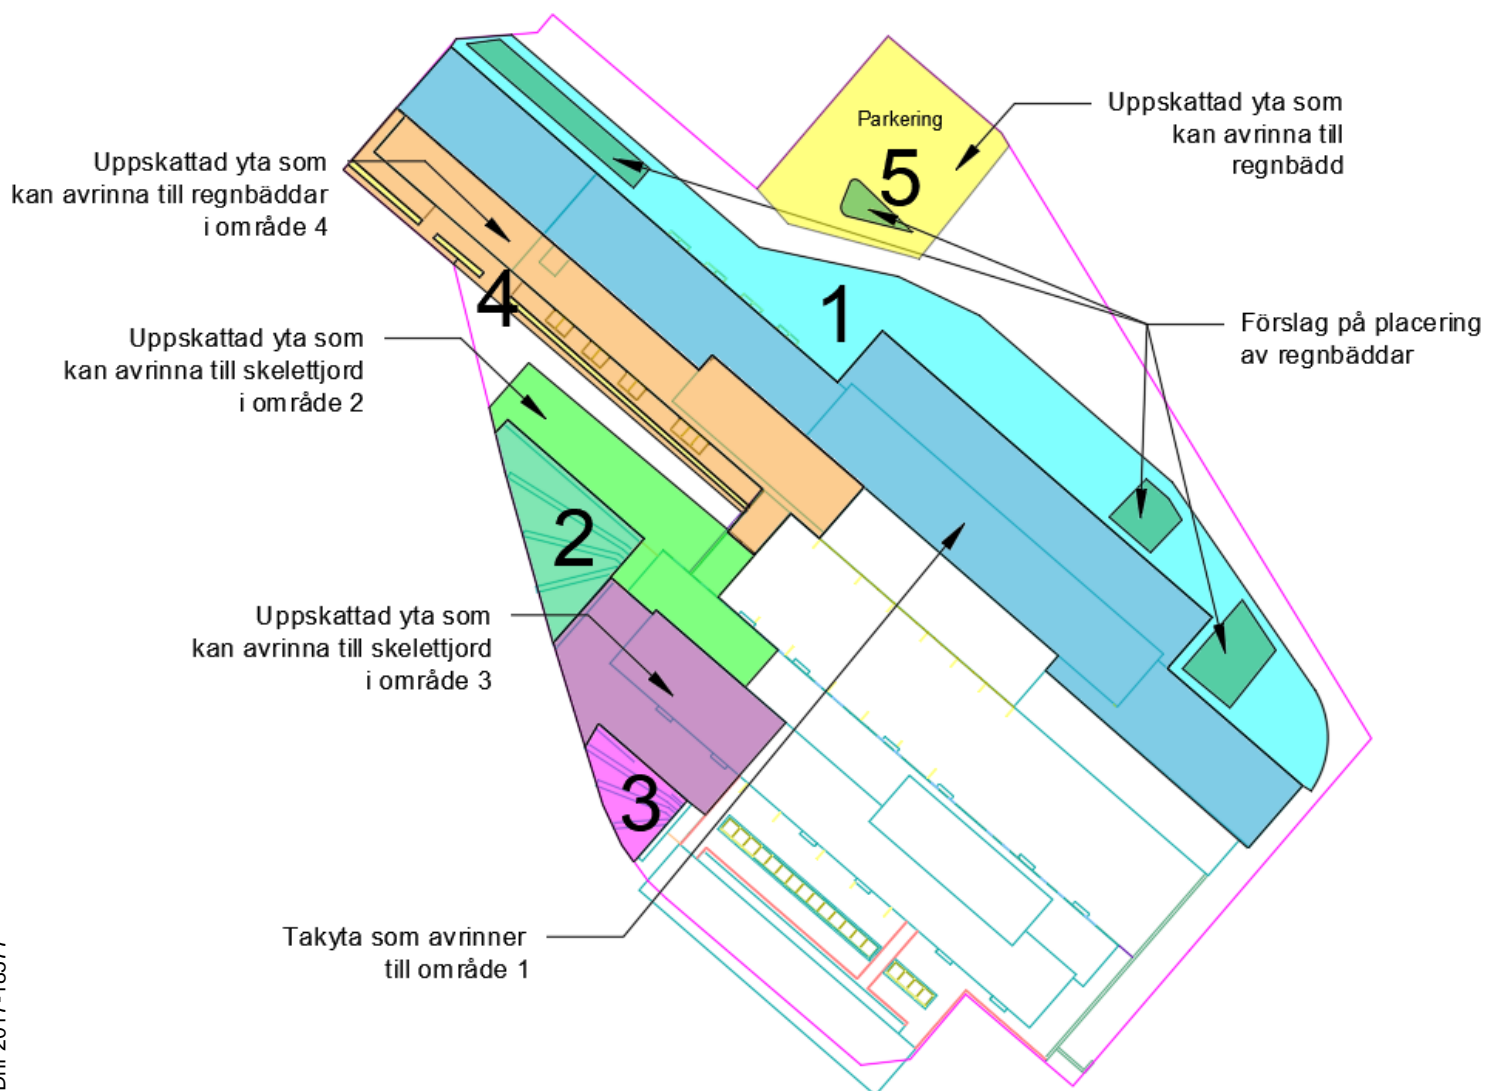 Uppskattad yta som
kan avrinna till
regnbädd
Parkering
5
Uppskattad yta som
kan avrinna till regnbäddar
i område 4
4
1
Förslag på placering
av regnbäddar
Uppskattad yta som
kan avrinna till skelettjord
i område 2
2
Uppskattad yta som
kan avrinna till skelettjord
i område 3
3
Takyta som avrinner
till område 1